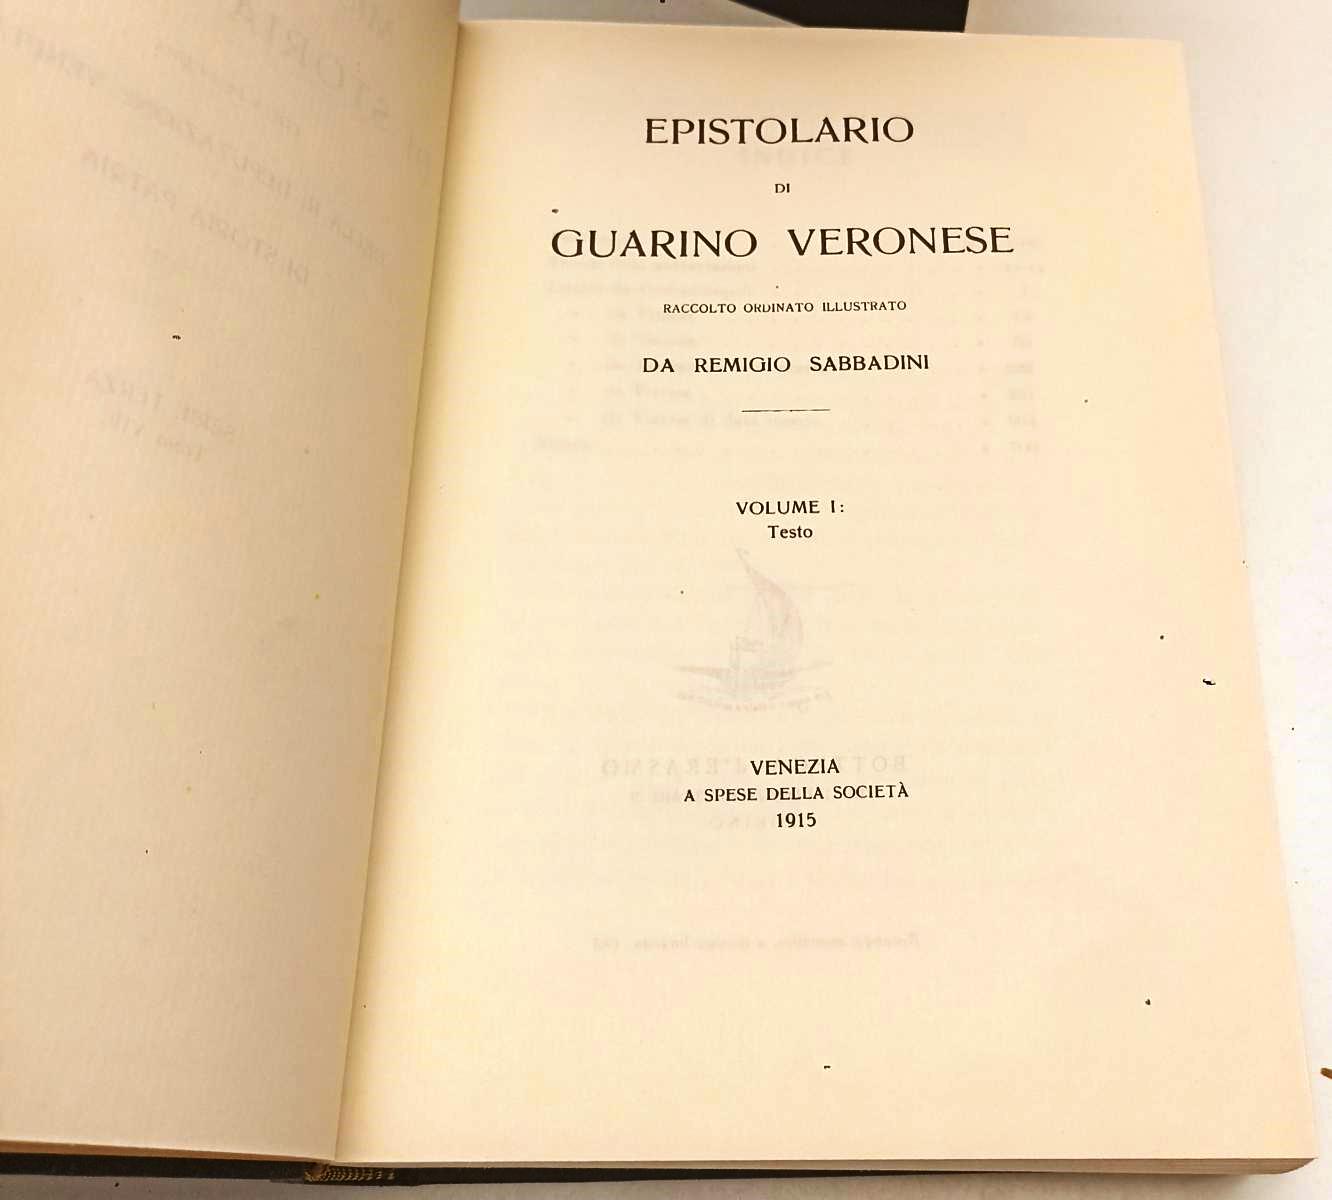 EPISTOLARIO
DI
GUARINO VERONESE
RACCOLTO ORDINATO ILLUSTRATO
DA REMIGIO SABBADINI
VOLUME I:
Testo
VENEZIA
A SPESE DELLA SOCIETÀ
1915